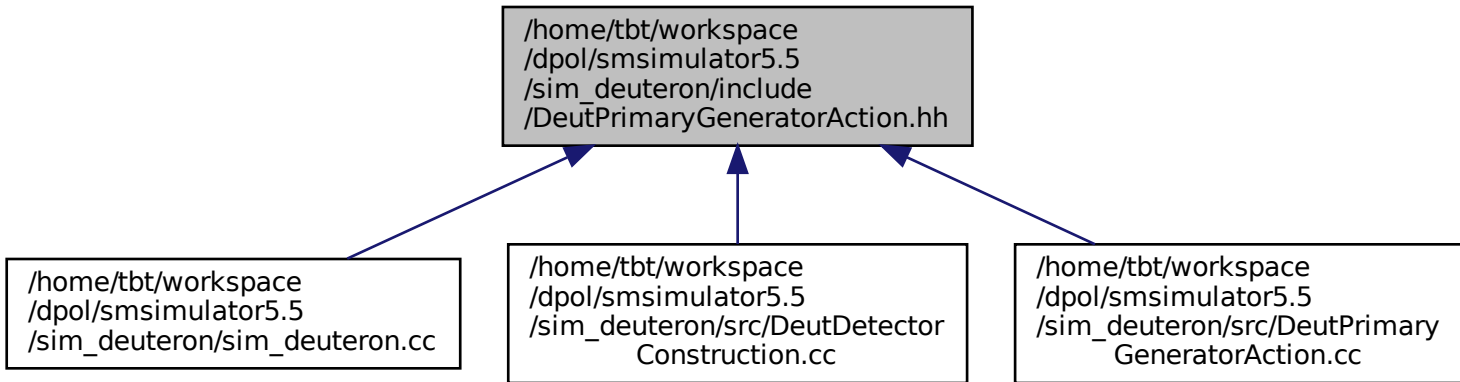 /home/tbt/workspace
/dpol/smsimulator5.5
/sim_deuteron/include
/DeutPrimaryGeneratorAction.hh
/home/tbt/workspace
/dpol/smsimulator5.5
/sim_deuteron/sim_deuteron.cc
/home/tbt/workspace
/dpol/smsimulator5.5
/sim_deuteron/src/DeutDetector
Construction.cc
/home/tbt/workspace
/dpol/smsimulator5.5
/sim_deuteron/src/DeutPrimary
GeneratorAction.cc